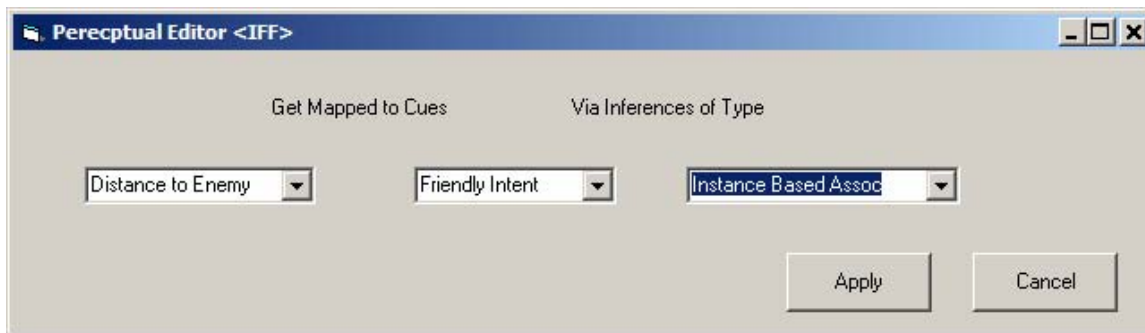 Perecptual Editor <IFF>
Get Mapped to Cues Via Inferences of Type
Distance to Enemy Friendly Intent Instance Based Assoc
Apply Cancel